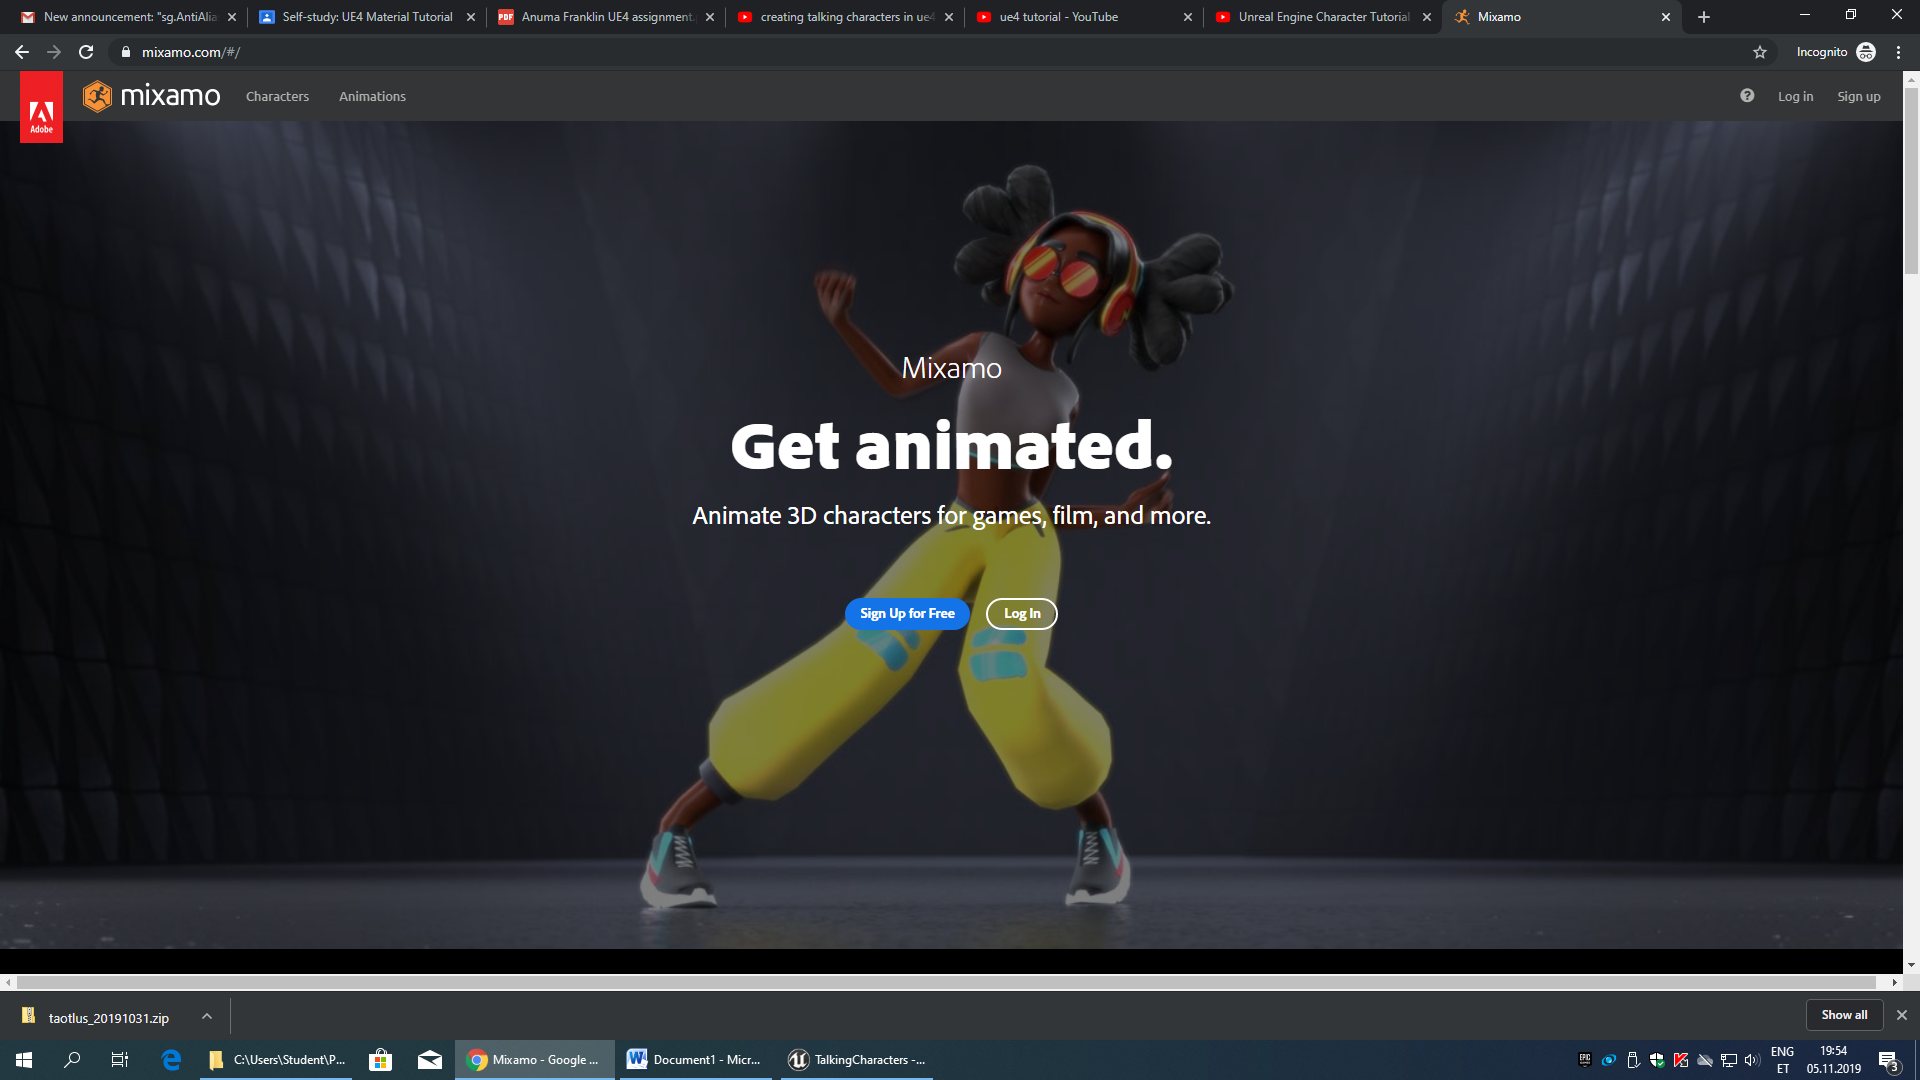 New announcement: "sg.AntiAlia
Self-study: UE4 Material Tutorial
PDF
Anuma Franklin UE4 assignment.
creating talking characters in ue4
ue4 tutorial - YouTube
Unreal Engine Character Tutorial
Mixamo
mixamo.com/#/
Incognito
Adobe
mixamo
Characters
Animations
?
Log in
Sign up
Mixamo
Get animated.
Animate 3D characters for games, film, and more.
Sign Up for Free
Log In
taotlus_20191031.zip
Show all
C:\Users\Student\P...
Mixamo - Google ...
Document1 - Micr...
TalkingCharacters -...
EPIC
ENG
ET
19:54
05.11.2019
3